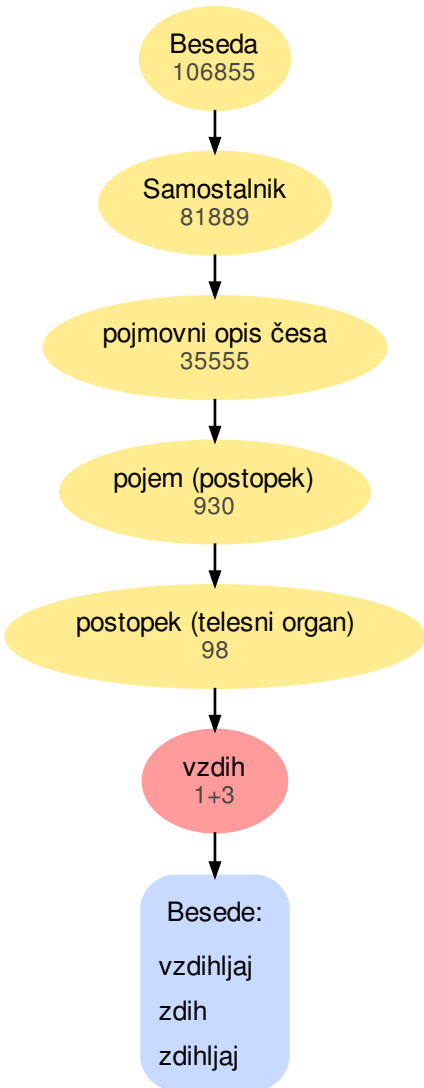 Beseda
106855
Samostalnik
81889
pojmovni opis česa
35555
pojem (postopek)
930
postopek (telesni organ)
98
vzdih
1+3
Besede:
vzdihljaj
zdih
zdihljaj